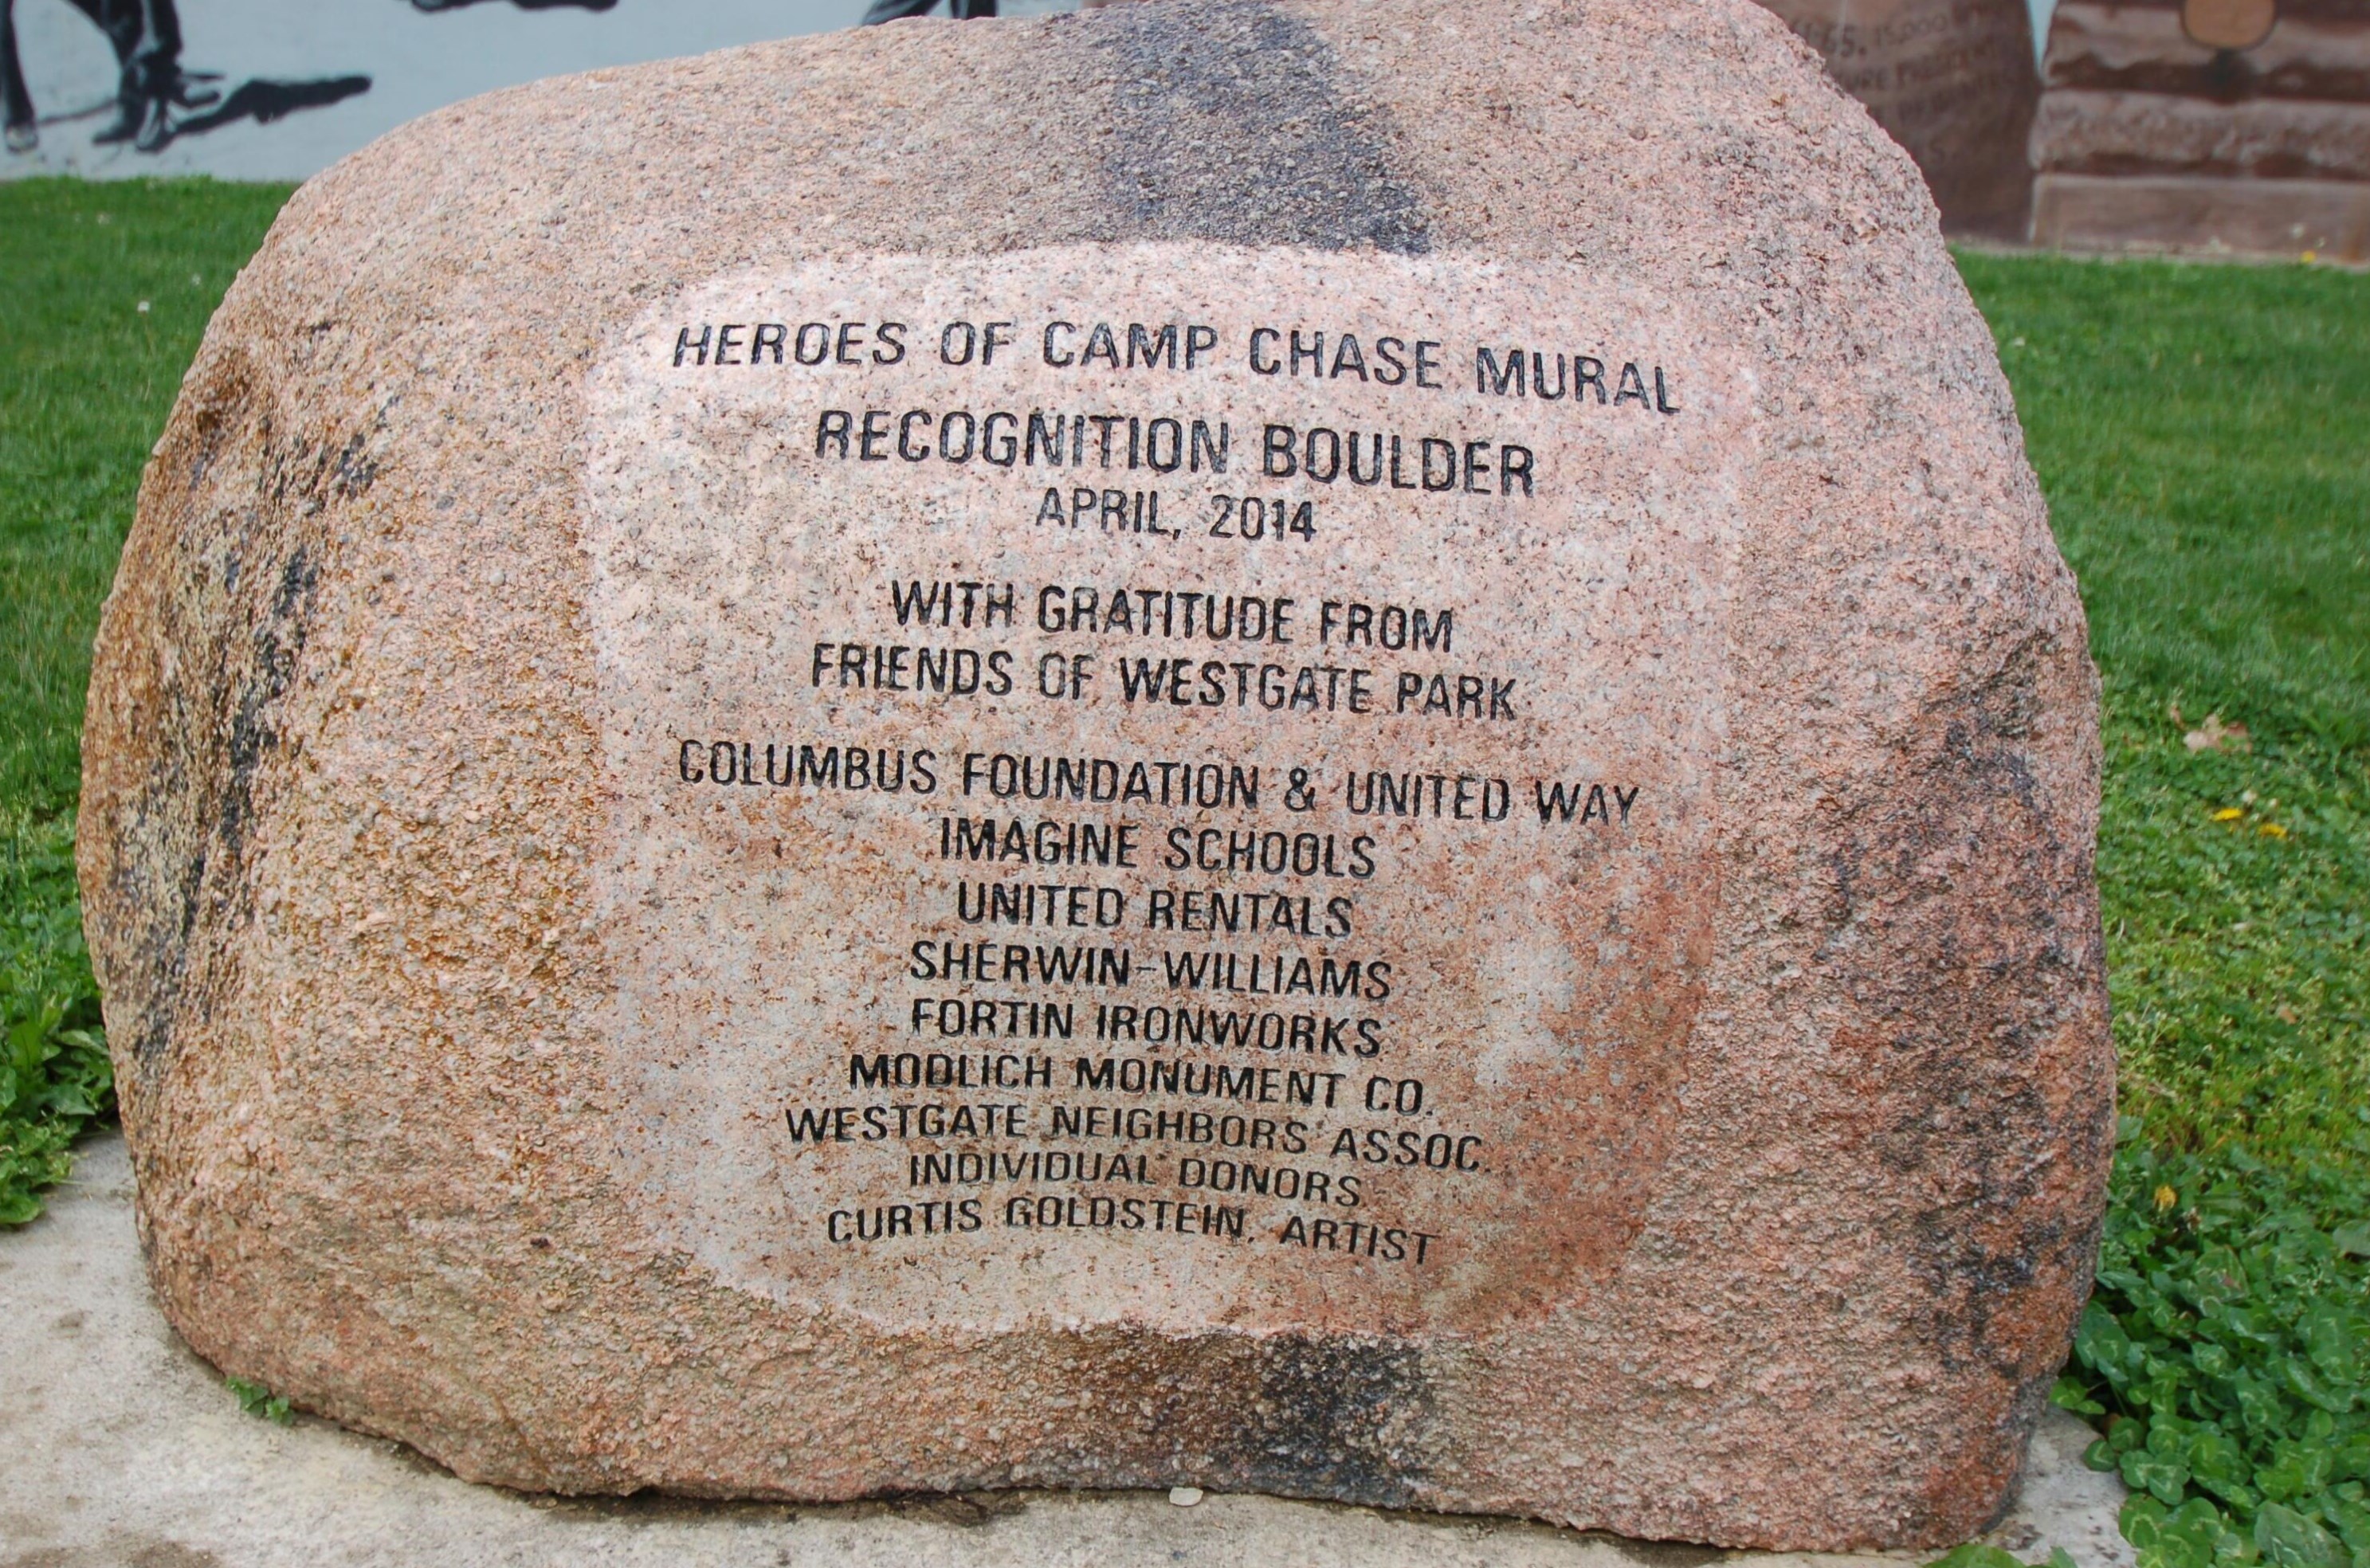 HEROES OF CAMP CHASE MURAL
RECOGNITION BOULDER
APRIL, 2014
WITH GRATITUDE FROM
FRIENDS OF WESTGATE PARK
COLUMBUS FOUNDATION & UNITED WAY
IMAGINE SCHOOLS
UNITED RENTALS
SHERWIN-WILLIAMS
FORTIN IRONWORKS
MODLICH MONUMENT CO.
WESTGATE NEIGHBORS' ASSOC.
INDIVIDUAL DONORS
CURTIS GOLDSTEIN, ARTIST